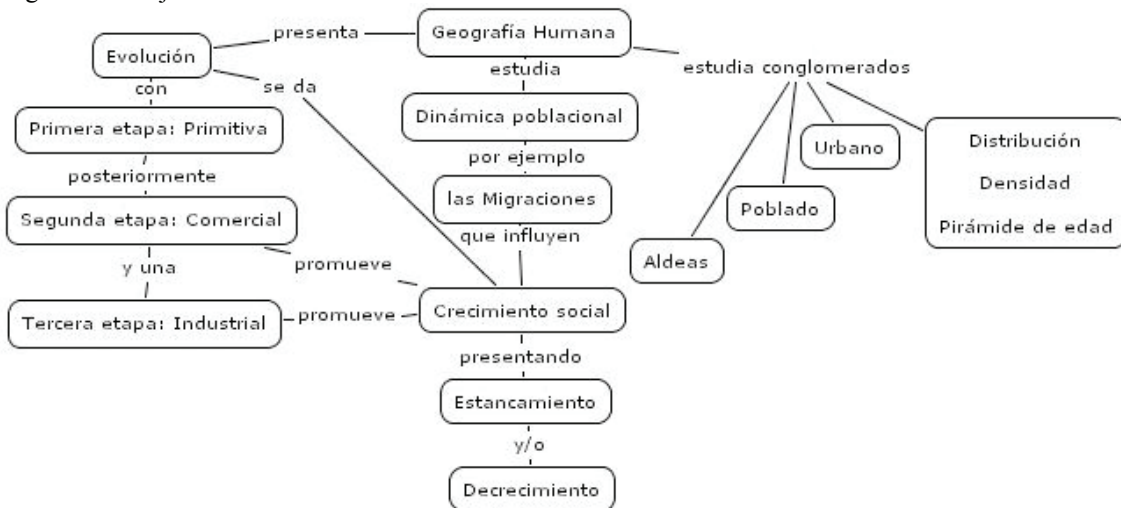 presenta
Geografía Humana
Evolución
estudia
estudia conglomerados
con
se da
Primera etapa: Primitiva
Dinámica poblacional
Urbano
Distribución
Densidad
Pirámide de edad
posteriormente
por ejemplo
Segunda etapa: Comercial
las Migraciones
Poblado
que influyen
Aldeas
y una
promueve
Tercera etapa: Industrial
promueve
Crecimiento social
presentando
Estancamiento
y/o
Decrecimiento